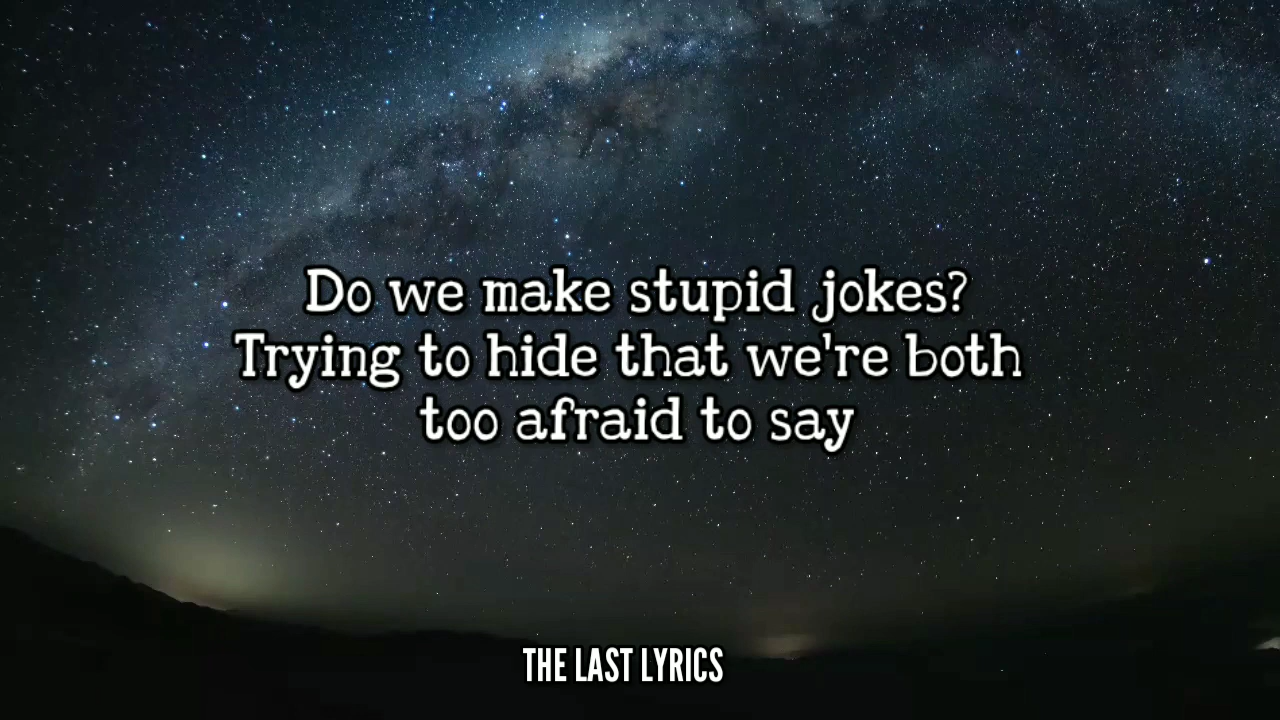 Do we make stupid jokes?
Trying to hide that we're both
too afraid to say
THE LAST LYRICS